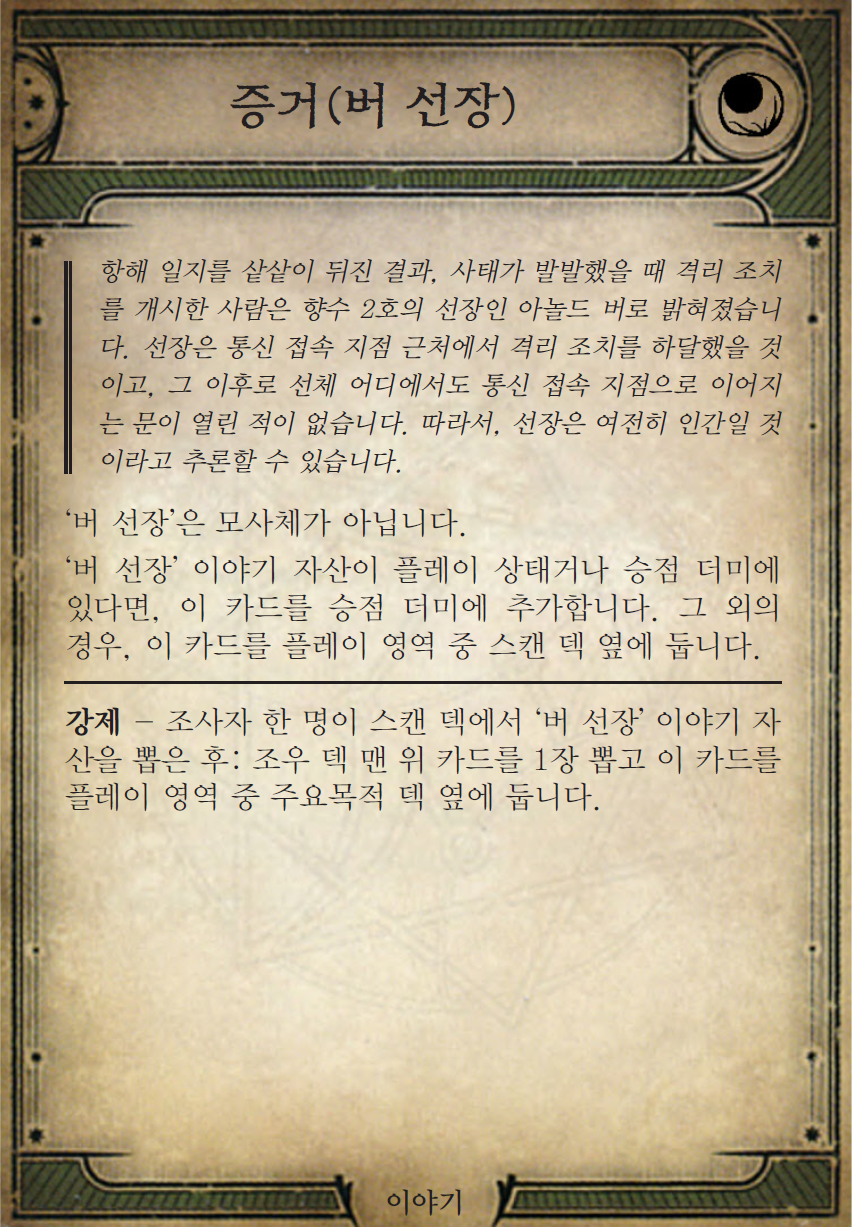 증거(버 선장)
항해 일지를 샅샅이 뒤진 결과, 사태가 발발했을 때 격리 조치
를 개시한 사람은 향수 2호의 선장인 아놀드 버로 밝혀졌습니
다. 선장은 통신 접속 지점 근처에서 격리 조치를 하달했을 것
이고, 그 이후로 선체 어디에서도 통신 접속 지점으로 이어지
는 문이 열린 적이 없습니다. 따라서, 선장은 여전히 인간일 것
이라고 추론할 수 있습니다.
‘버 선장’은 모사체가 아닙니다.
‘버 선장’ 이야기 자산이 플레이 상태거나 승점 더미에
있다면, 이 카드를 승점 더미에 추가합니다. 그 외의
경우, 이 카드를 플레이 영역 중 스캔 덱 옆에 둡니다.
강제 – 조사자 한 명이 스캔 덱에서 ‘버 선장’ 이야기 자
산을 뽑은 후: 조우 덱 맨 위 카드를 1장 뽑고 이 카드를
플레이 영역 중 주요목적 덱 옆에 둡니다.
이야기